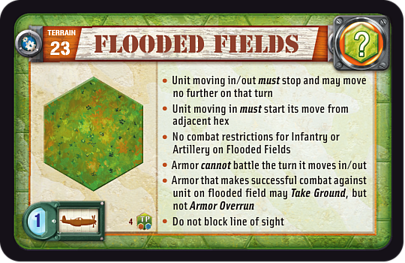 TERRAIN
23
FLOODED FIELDS
?
• Unit moving in/out must stop and may move
no further on that turn
• Unit moving in must start its move from
adjacent hex
• No combat restrictions for Infantry or
Artillery on Flooded Fields
• Armor cannot battle the turn it moves in/out
• Armor that makes successful combat against
unit on flooded field may Take Ground, but
not Armor Overrun
• Do not block line of sight
1
4